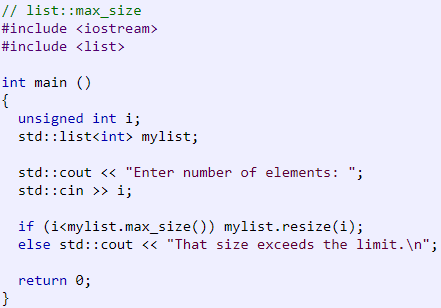 // list::max_size
#include <iostream>
#include <list>
int main ()
{
unsigned int i;
std::list<int> mylist;
std::cout << "Enter number of elements: ";
std::cin >> i;
if (i<mylist.max_size()) mylist.resize(i);
else std::cout << "That size exceeds the limit.\n";
return 0;
}